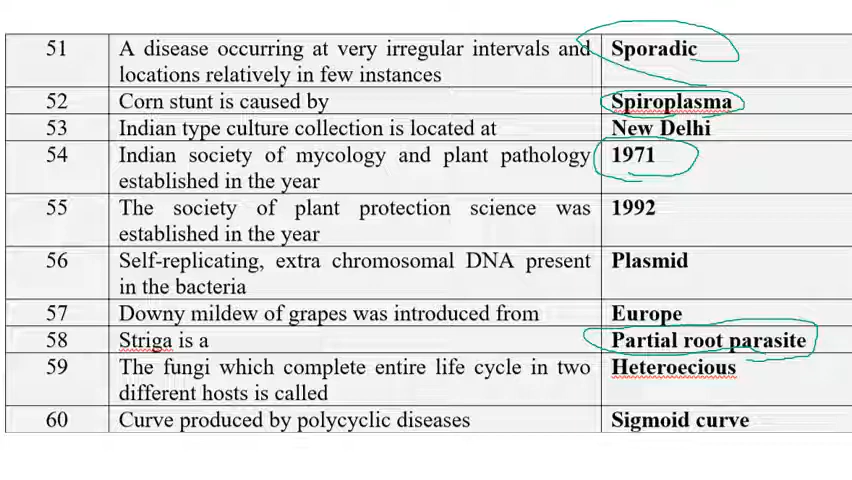 51 A disease occurring at very irregular intervals and Sporadic
locations relatively in few instances
52 Corn stunt is caused by Spiroplasma
53 Indian type culture collection is located at New Delhi
54 Indian society of mycology and plant pathology 1971
established in the year
55 The society of plant protection science was 1992
established in the year
56 Self-replicating, extra chromosomal DNA present Plasmid
in the bacteria
57 Downy mildew of grapes was introduced from Europe
58 Striga is a Partial root parasite
59 The fungi which complete entire life cycle in two Heteroecious
different hosts is called
60 Curve produced by polycyclic diseases Sigmoid curve